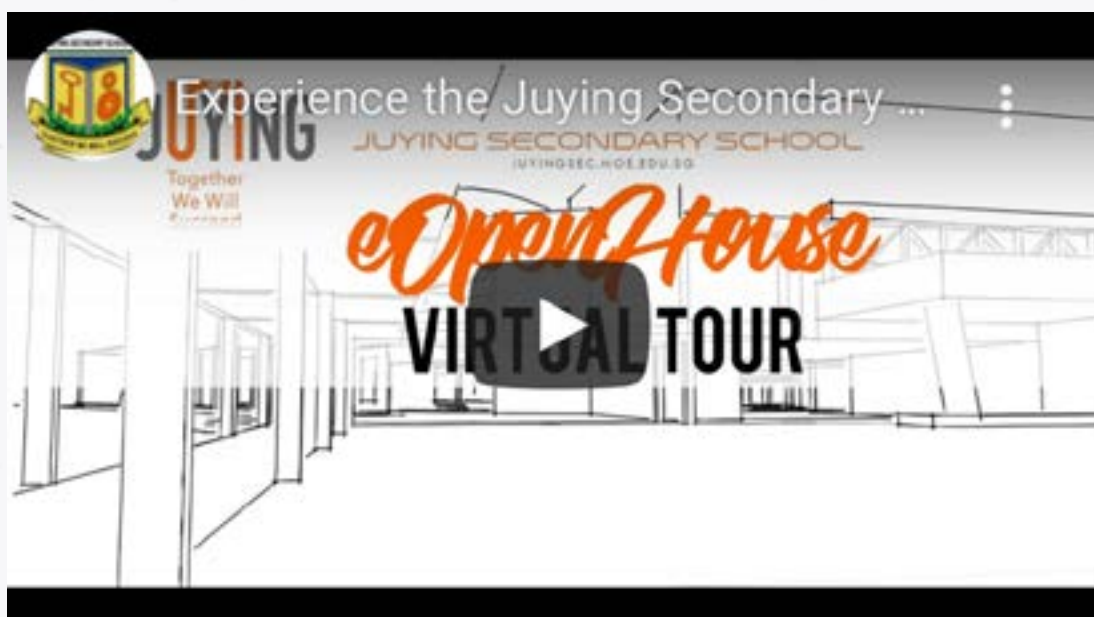 Experience the Juying Secondary ...
JUYiNG
Together
We Will
JUYING SECONDARY SCHOOL
JUYINGSEC.MOE.EDU.SG
eOpenHouse
VIRTUAL TOUR